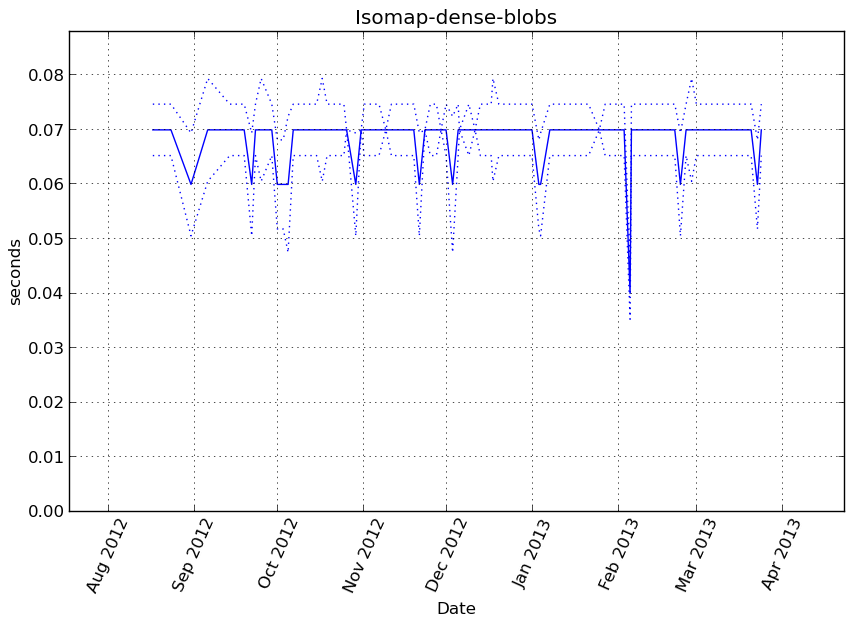 Isomap-dense-blobs
0.08
0.07
0.06
0.05
0.04
0.03
0.02
0.01
0.00
seconds
Aug 2012
Sep 2012
Oct 2012
Nov 2012
Dec 2012
Jan 2013
Feb 2013
Mar 2013
Apr 2013
Date